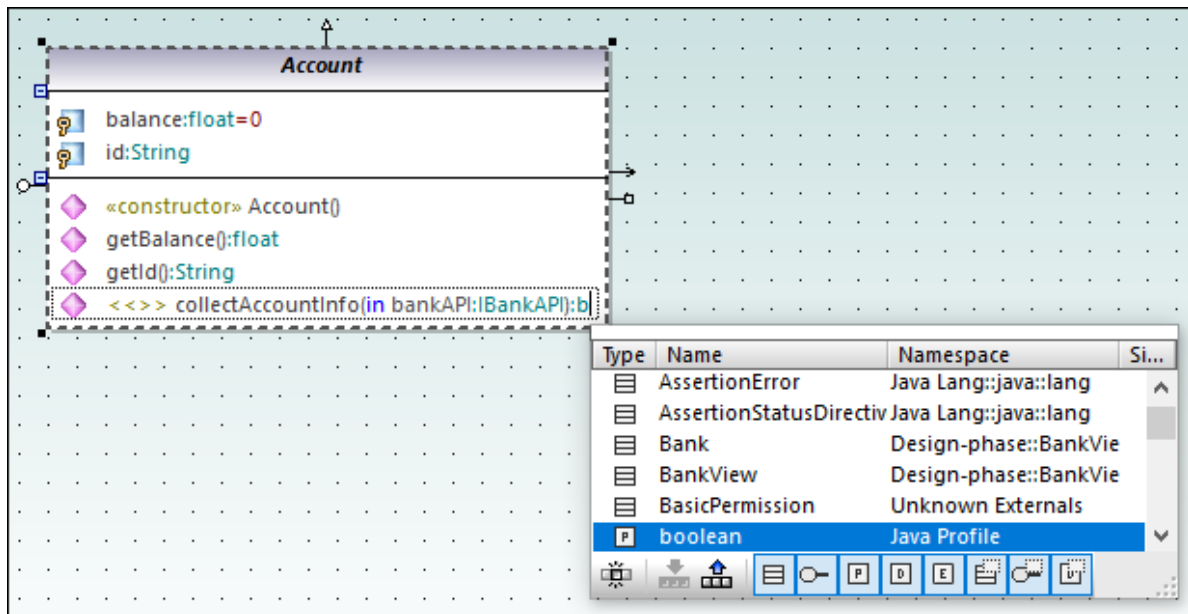 Account
balance:float=0
id:String
«constructor» Account()
getBalance():float
getId():String
<<>> collectAccountInfo(in bankAPI:IBankAPI):b
Type Name Namespace Si...
AssertionError Java Lang::java::lang
AssertionStatusDirectiv Java Lang::java::lang
Bank Design-phase::BankVie
BankView Design-phase::BankVie
BasicPermission Unknown Externals
P boolean Java Profile
P D E